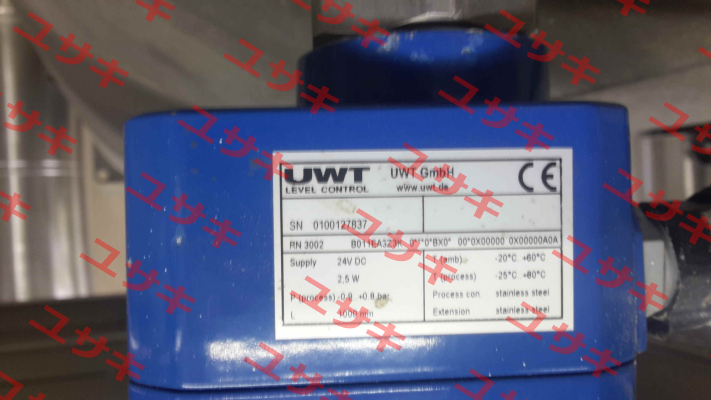 UWT UWT GmbH CE
LEVEL CONTROL www.uwt.de
SN 0100127837
RN 3002
Supply 24V DC T (amb) -20°C +60°C
2,5 W T (process) -25°C +80°C
P (process) -0,9 +0,8 bar Process con. stainless steel
L 1000 mm Extension stainless steel
ユサキ